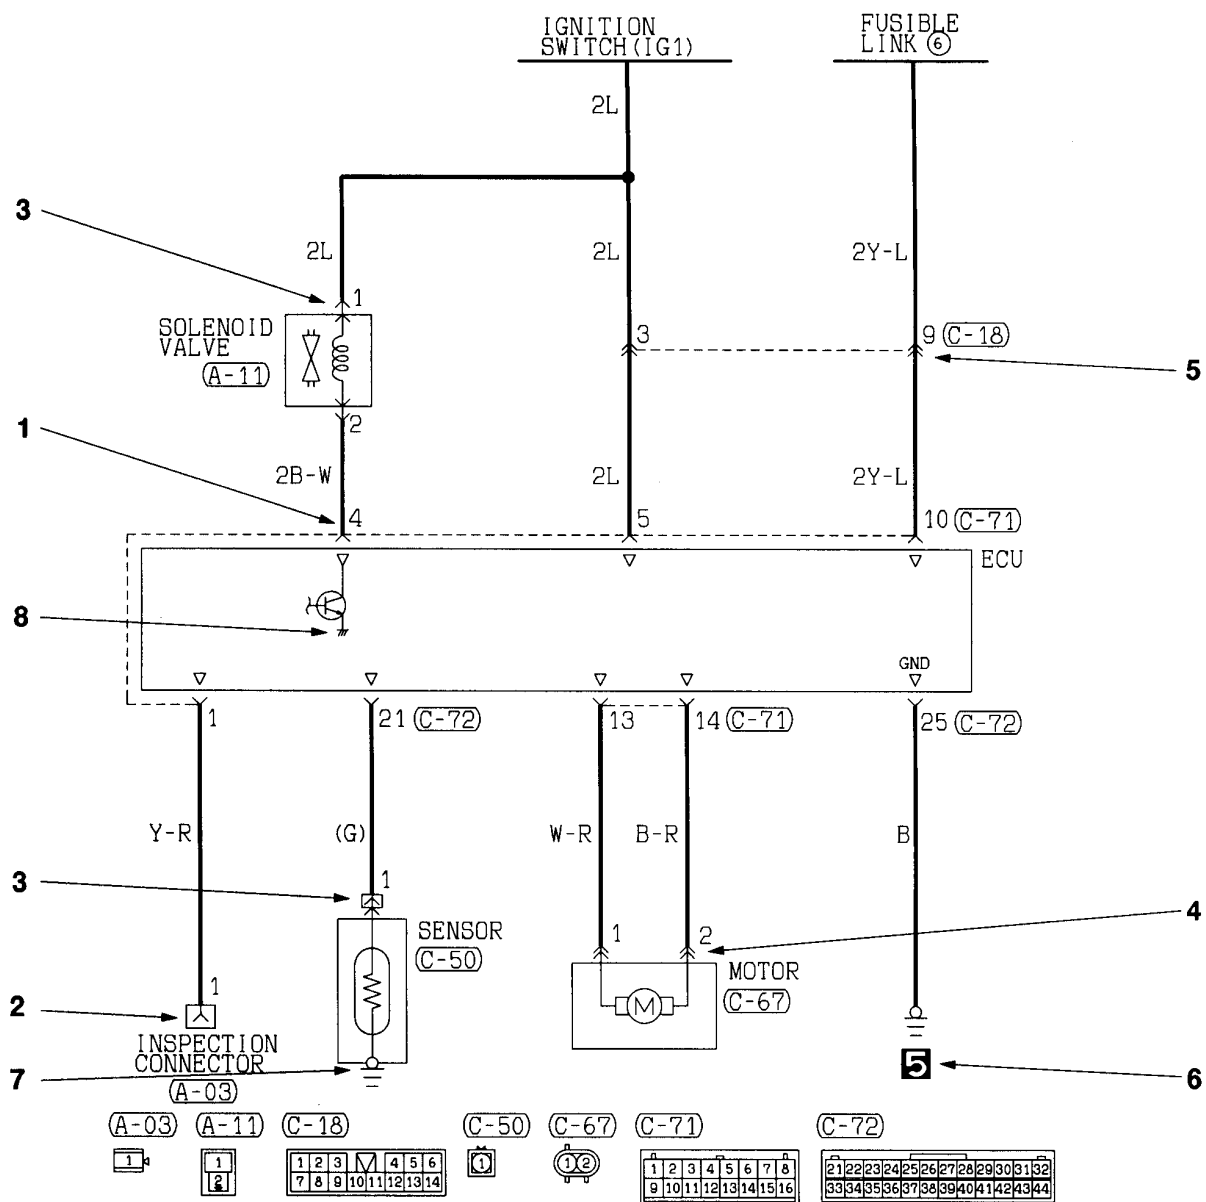 IGNITION
SWITCH(IG1)
FUSIBLE
LINK ⑥
2L
3
2L
2L
2Y-L
1
SOLENOID
VALVE
(A-11)
3
9 (C-18)
5
2
1
2B-W
2L
2Y-L
4
5
10 (C-71)
ECU
8
GND
1
21 (C-72)
13
14 (C-71)
25 (C-72)
Y-R
(G)
W-R
B-R
B
3
1
SENSOR
(C-50)
1
2
4
MOTOR
(C-67)
M
1
2
INSPECTION
CONNECTOR
(A-03)
7
5
6
(A-03)
(A-11)
(C-18)
(C-50)
(C-67)
(C-71)
(C-72)
1
1
2
1 2 3 4 5 6
7 8 9 10 11 12 13 14
1
1 2
1 2 3 4 5 6 7 8
9 10 11 12 13 14 15 16
21 22 23 24 25 26 27 28 29 30 31 32
33 34 35 36 37 38 39 40 41 42 43 44